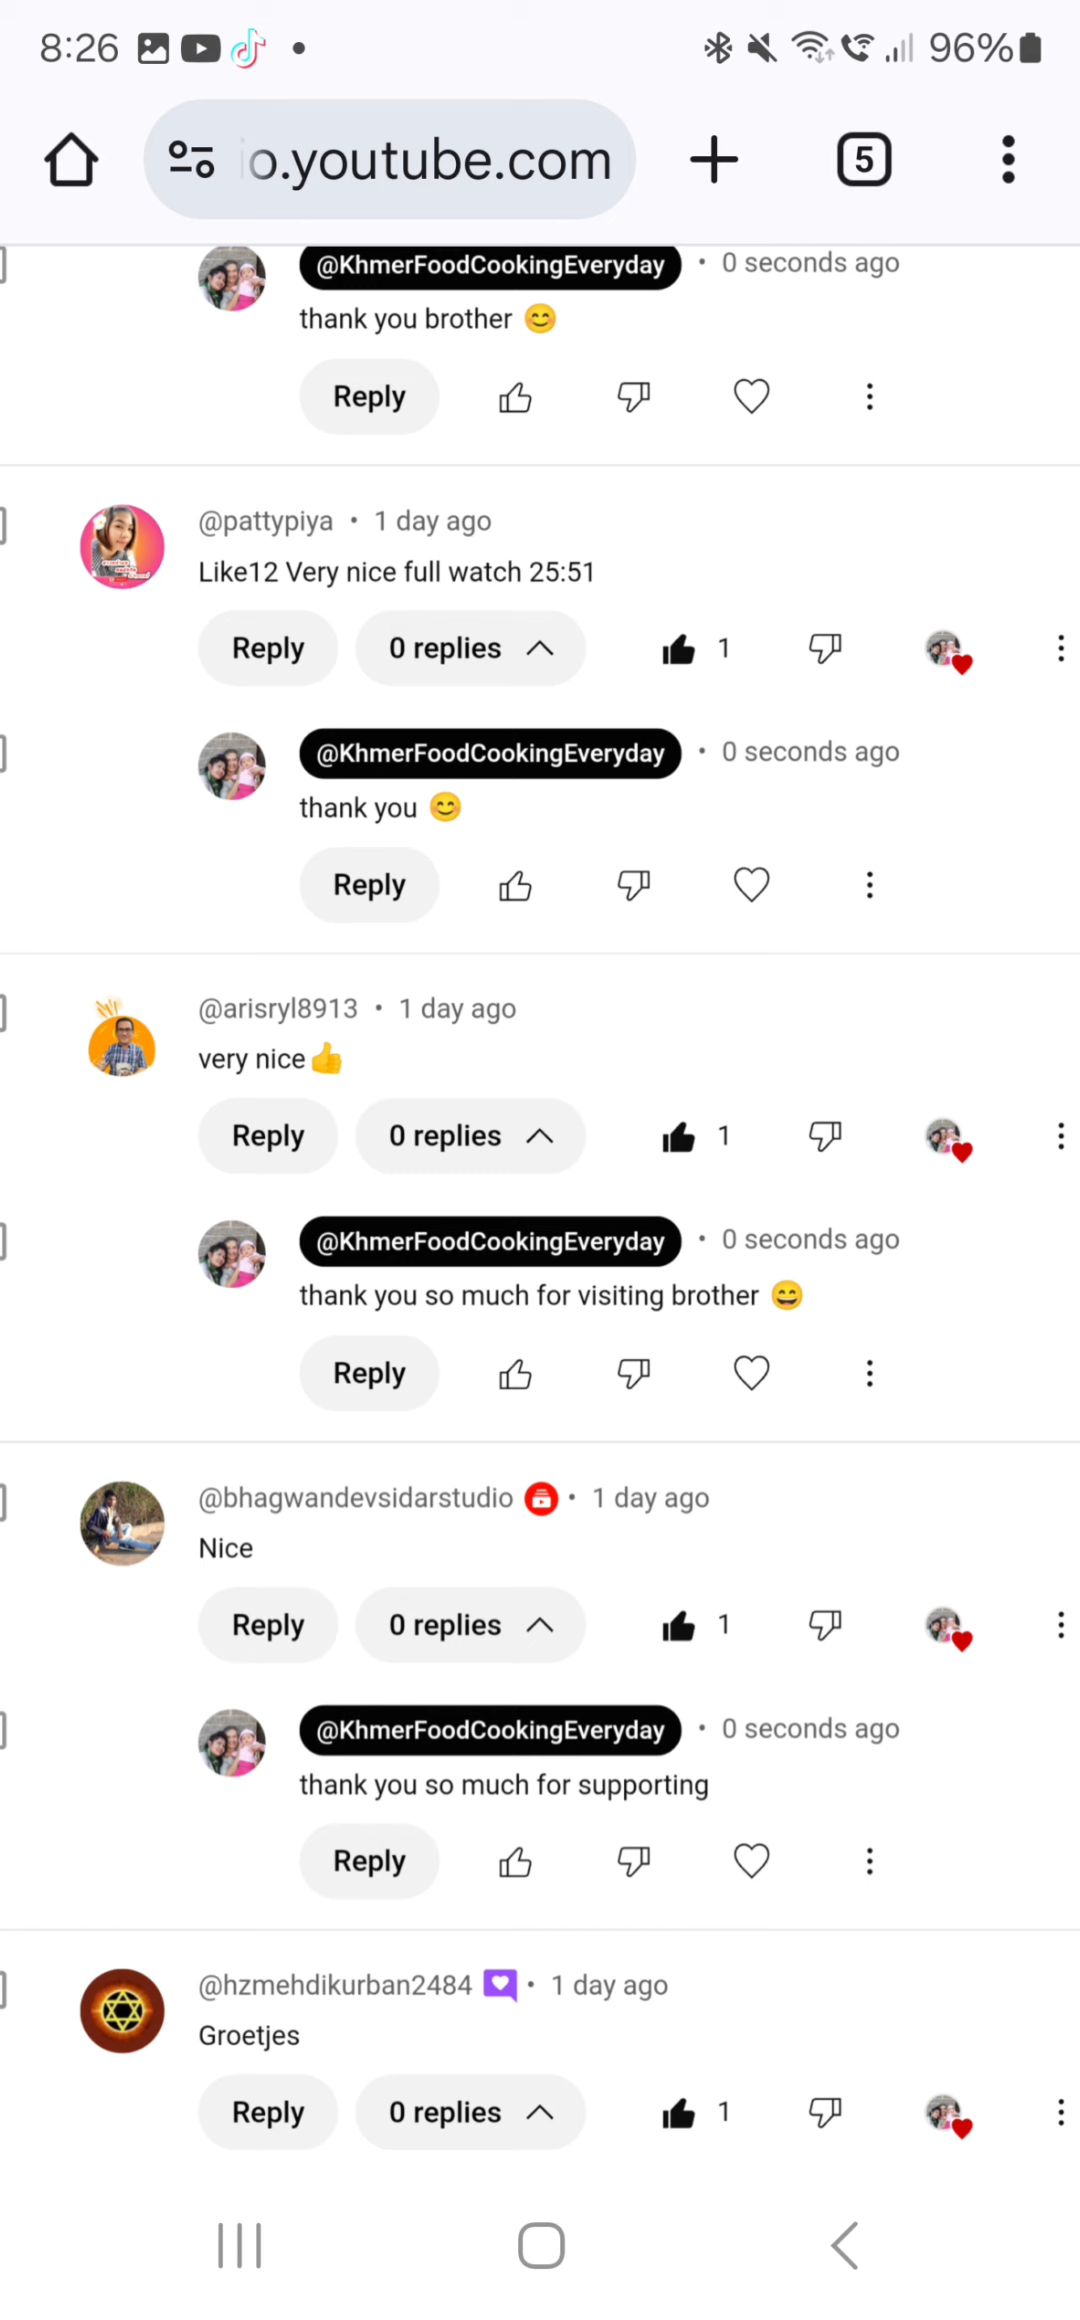 8:26 96%
o.youtube.com 5
@KhmerFoodCookingEveryday • 0 seconds ago
thank you brother 😊
Reply
@pattypiya • 1 day ago
Like12 Very nice full watch 25:51
Reply 0 replies 1
@KhmerFoodCookingEveryday • 0 seconds ago
thank you 😊
Reply
@arisryl8913 • 1 day ago
very nice👍
Reply 0 replies 1
@KhmerFoodCookingEveryday • 0 seconds ago
thank you so much for visiting brother 😄
Reply
@bhagwandevsidarstudio • 1 day ago
Nice
Reply 0 replies 1
@KhmerFoodCookingEveryday • 0 seconds ago
thank you so much for supporting
Reply
@hzmehdikurban2484 • 1 day ago
Groetjes
Reply 0 replies 1